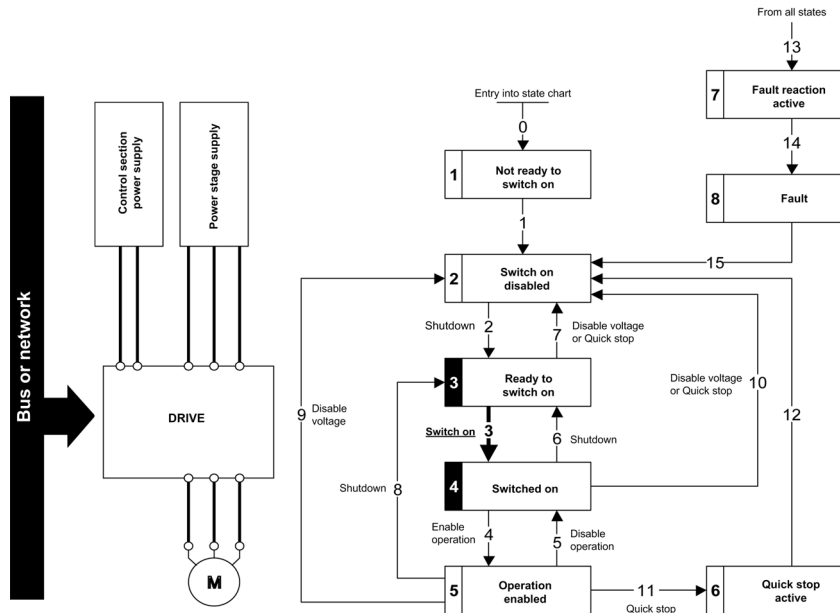 From all states
13
7
Fault reaction
active
14
8
Fault
15
Entry into state chart
0
1
Not ready to
switch on
1
2
Switch on
disabled
Shutdown
2
7
Disable voltage
or Quick stop
3
Ready to
switch on
Switch on
3
6
Shutdown
4
Switched on
Enable
operation
4
5
Disable
operation
5
Operation
enabled
9
Disable
voltage
Shutdown
8
Disable voltage
or Quick stop
10
12
11
Quick stop
6
Quick stop
active
Bus or network
Control section
power supply
Power stage supply
DRIVE
M